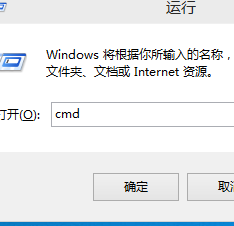 运行
Windows 将根据你所输入的名称，
文件夹、文档或 Internet 资源。
打开(O):
cmd
确定
取消